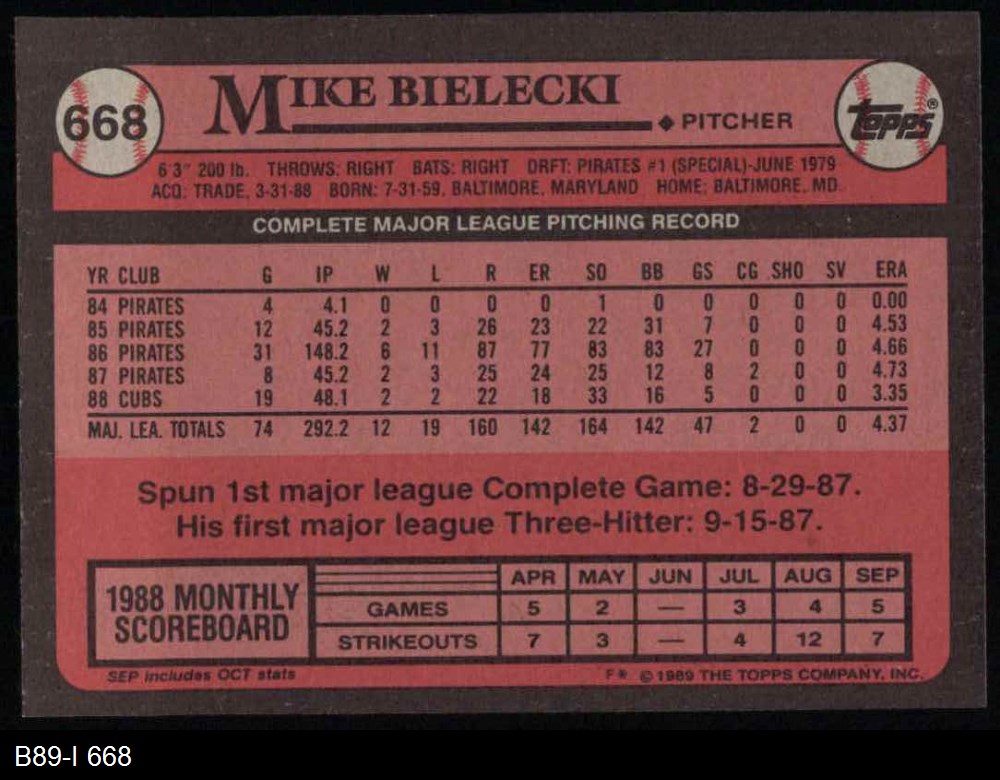 668
MIKE BIELECKI
◆ PITCHER
TOPPS®
6'3" 200 lb. THROWS: RIGHT BATS: RIGHT DRFT: PIRATES #1 (SPECIAL)-JUNE 1979
ACQ: TRADE, 3-31-88 BORN: 7-31-59, BALTIMORE, MARYLAND HOME: BALTIMORE, MD.
COMPLETE MAJOR LEAGUE PITCHING RECORD
YR CLUB G IP W L R ER SO BB GS CG SHO SV ERA
84 PIRATES 4 4.1 0 0 0 0 1 0 0 0 0 0 0.00
85 PIRATES 12 45.2 2 3 26 23 22 31 7 0 0 0 4.53
86 PIRATES 31 148.2 6 11 87 77 83 83 27 0 0 0 4.66
87 PIRATES 8 45.2 2 3 25 24 25 12 8 2 0 0 4.73
88 CUBS 19 48.1 2 2 22 18 33 16 5 0 0 0 3.35
MAJ. LEA. TOTALS 74 292.2 12 19 160 142 164 142 47 2 0 0 4.37
Spun 1st major league Complete Game: 8-29-87.
His first major league Three-Hitter: 9-15-87.
1988 MONTHLY
SCOREBOARD
APR MAY JUN JUL AUG SEP
GAMES 5 2 — 3 4 5
STRIKEOUTS 7 3 — 4 12 7
SEP includes OCT stats
F* © 1989 THE TOPPS COMPANY, INC.
B89-I 668